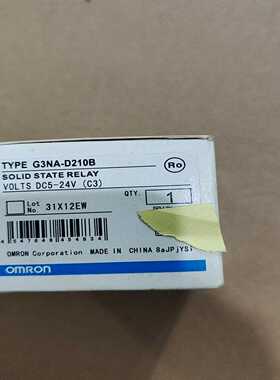 TYPE G3NA-D210B
Ro
SOLID STATE RELAY
VOLTS DC5-24V (C3)
QTY.
1
Lot No. 31X12EW
OMRON Corporation MADE IN CHINA
OMRON